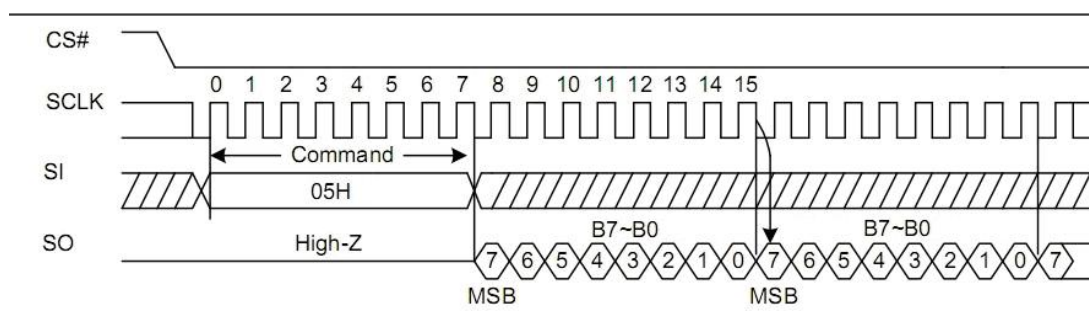 CS#
0 1 2 3 4 5 6 7 8 9 10 11 12 13 14 15
SCLK
Command
SI
05H
B7~B0 B7~B0
SO High-Z
7 6 5 4 3 2 1 0 7 6 5 4 3 2 1 0 7
MSB MSB